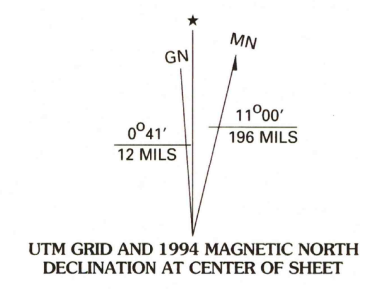 ★
GN
MN
0°41′
12 MILS
11°00′
196 MILS
UTM GRID AND 1994 MAGNETIC NORTH
DECLINATION AT CENTER OF SHEET